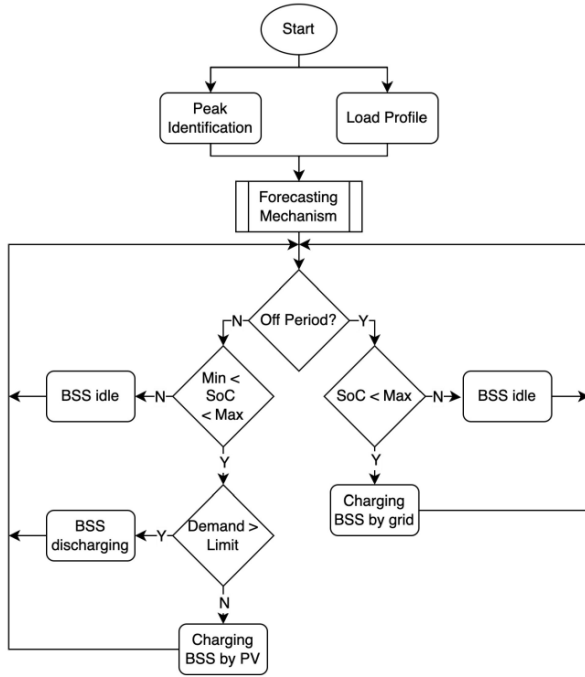 Start
Peak
Identification
Load Profile
Forecasting
Mechanism
Off Period?
N
Y
Min <
SoC
< Max
N
BSS idle
SoC < Max
N
BSS idle
Y
Y
Charging
BSS by grid
Demand >
Limit
Y
BSS
discharging
N
Charging
BSS by PV